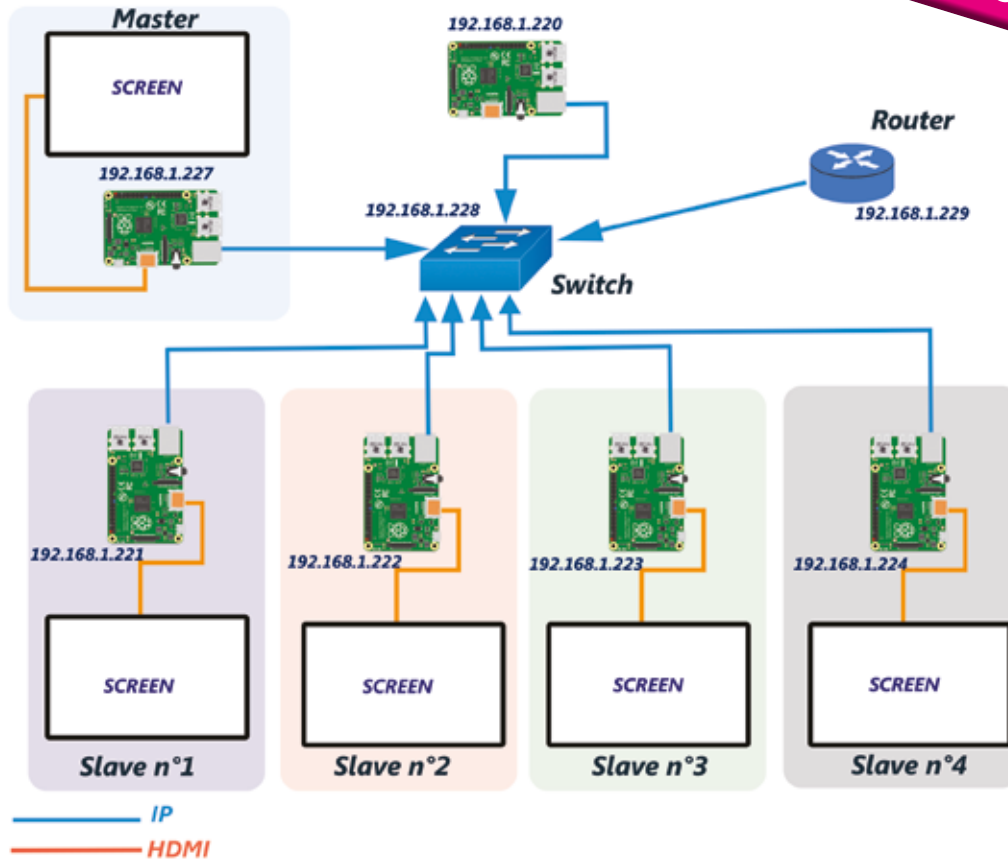 Master
SCREEN
192.168.1.227
192.168.1.220
Router
192.168.1.229
192.168.1.228
Switch
192.168.1.221
SCREEN
Slave n°1
192.168.1.222
SCREEN
Slave n°2
192.168.1.223
SCREEN
Slave n°3
192.168.1.224
SCREEN
Slave n°4
IP
HDMI